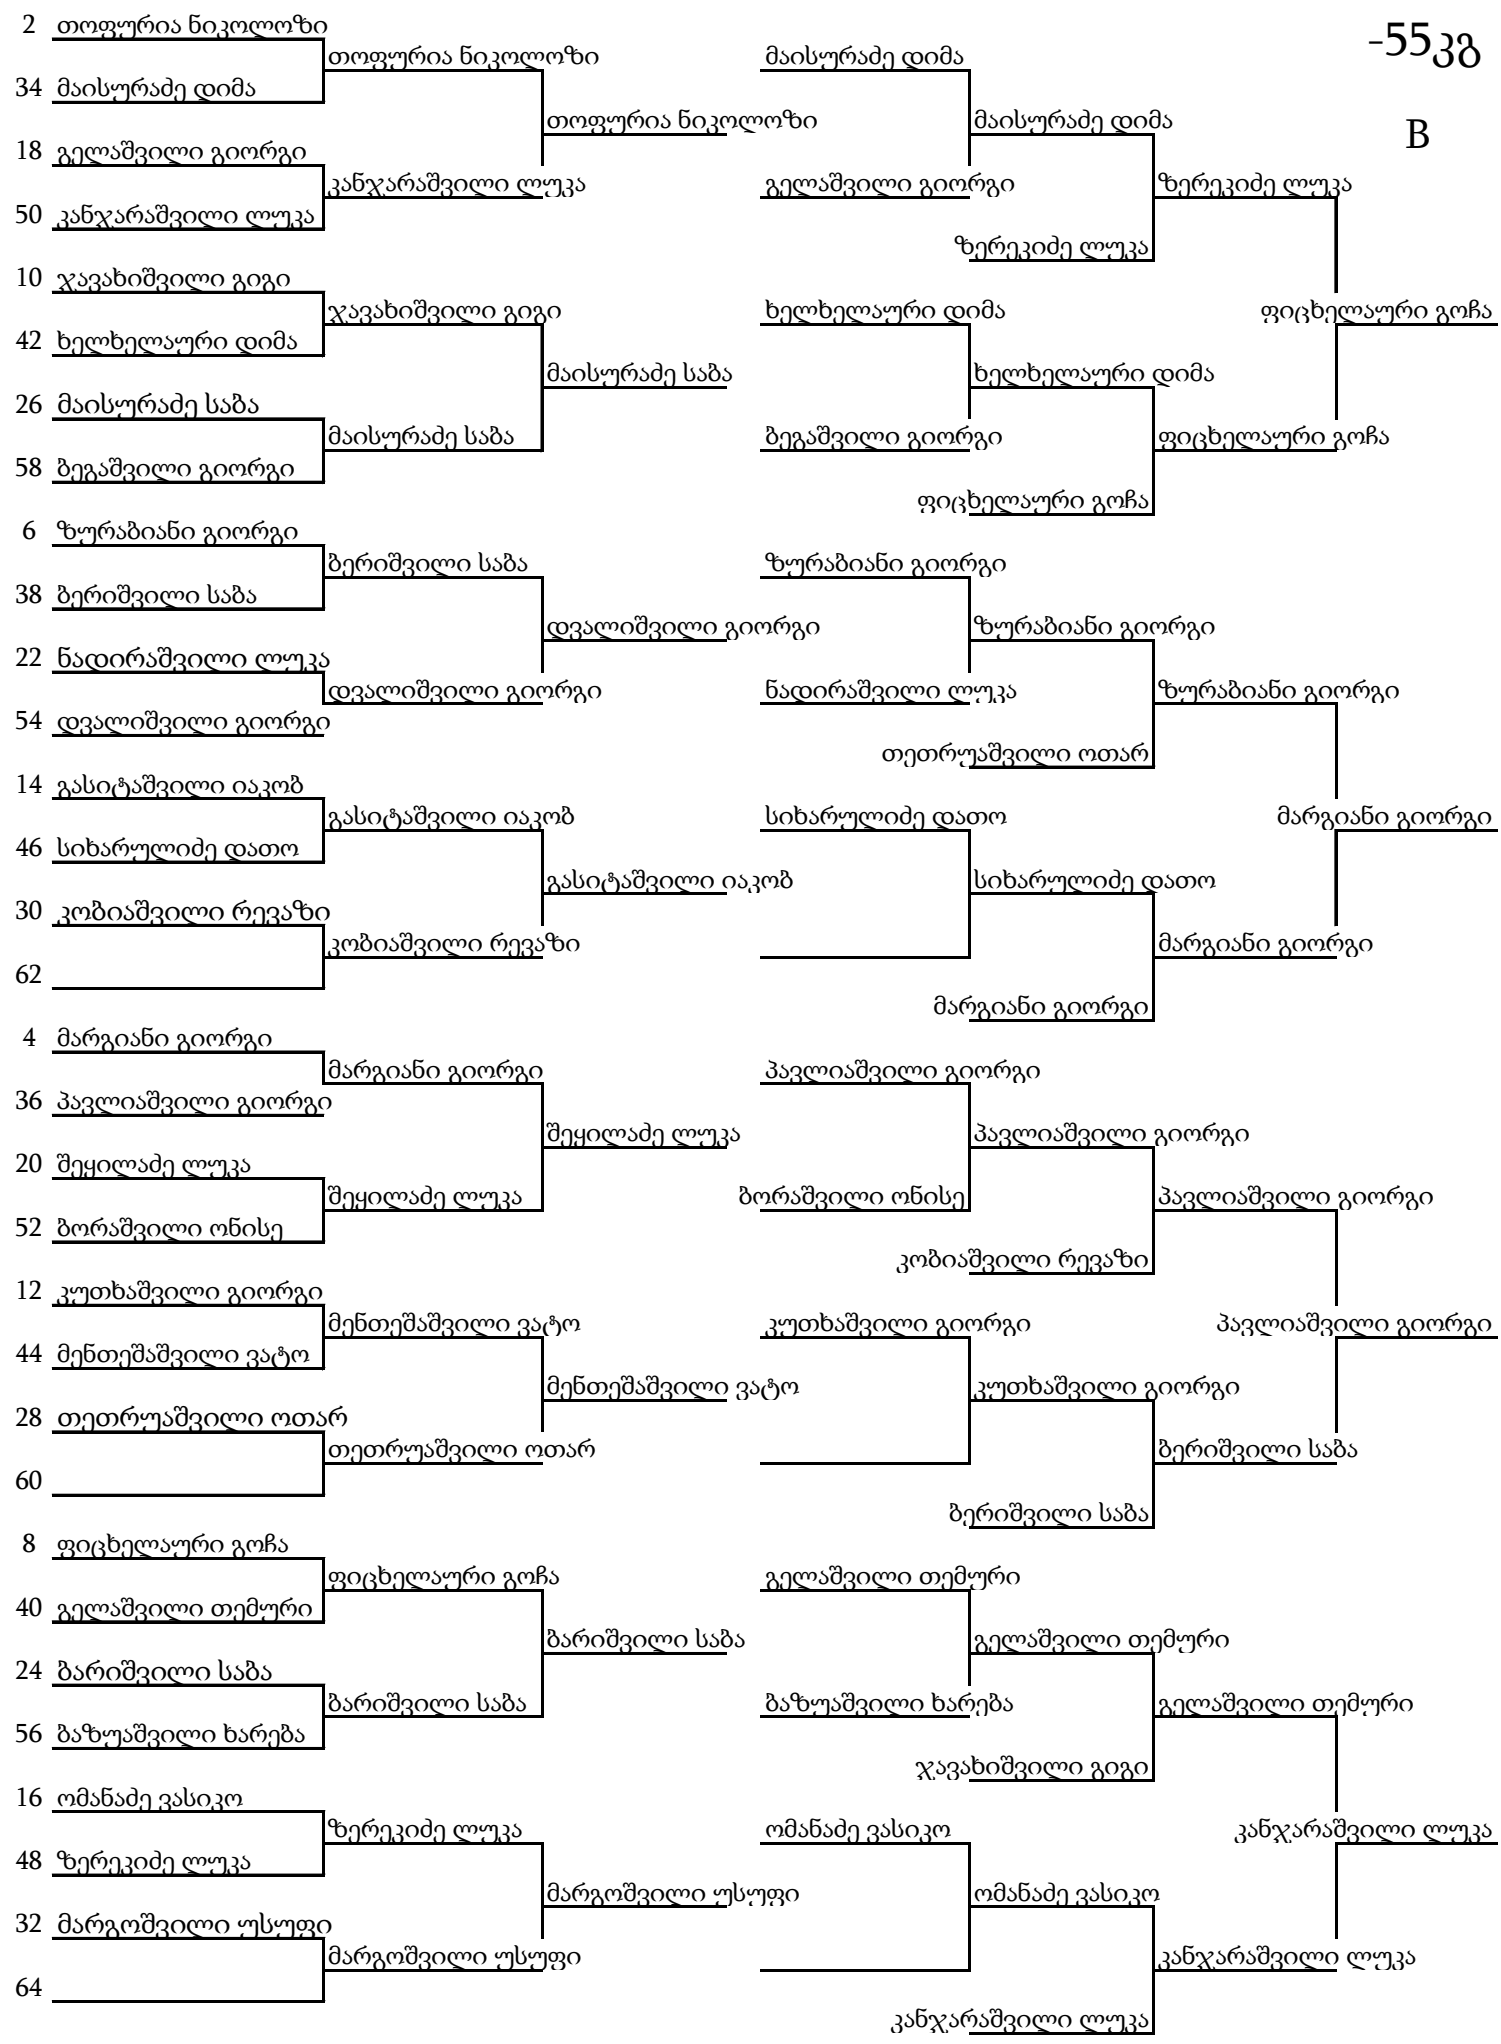 2 თოფურია ნიკოლოზი
-55კგ
თოფურია ნიკოლოზი მაისურაძე დიმა
34 მაისურაძე დიმა
თოფურია ნიკოლოზი მაისურაძე დიმა
B
18 გელაშვილი გიორგი
კანჯარაშვილი ლუკა გელაშვილი გიორგი ზერეკიძე ლუკა
50 კანჯარაშვილი ლუკა
ზერეკიძე ლუკა
10 ჯავახიშვილი გიგი
ჯავახიშვილი გიგი ხელხელაური დიმა ფიცხელაური გოჩა
42 ხელხელაური დიმა
მაისურაძე საბა ხელხელაური დიმა
26 მაისურაძე საბა
მაისურაძე საბა ბეგაშვილი გიორგი ფიცხელაური გოჩა
58 ბეგაშვილი გიორგი
ფიცხელაური გოჩა
6 ზურაბიანი გიორგი
ბერიშვილი საბა ზურაბიანი გიორგი
38 ბერიშვილი საბა
დვალიშვილი გიორგი ზურაბიანი გიორგი
22 ნადირაშვილი ლუკა
დვალიშვილი გიორგი ნადირაშვილი ლუკა ზურაბიანი გიორგი
54 დვალიშვილი გიორგი
თეთრუაშვილი ოთარ
14 გასიტაშვილი იაკობ
გასიტაშვილი იაკობ სიხარულიძე დათო მარგიანი გიორგი
46 სიხარულიძე დათო
გასიტაშვილი იაკობ სიხარულიძე დათო
30 კობიაშვილი რევაზი
კობიაშვილი რევაზი მარგიანი გიორგი
62
მარგიანი გიორგი
4 მარგიანი გიორგი
მარგიანი გიორგი პავლიაშვილი გიორგი
36 პავლიაშვილი გიორგი
შეყილაძე ლუკა პავლიაშვილი გიორგი
20 შეყილაძე ლუკა
შეყილაძე ლუკა ბორაშვილი ონისე პავლიაშვილი გიორგი
52 ბორაშვილი ონისე
კობიაშვილი რევაზი
12 კუთხაშვილი გიორგი
მენთეშაშვილი ვატო კუთხაშვილი გიორგი პავლიაშვილი გიორგი
44 მენთეშაშვილი ვატო
მენთეშაშვილი ვატო კუთხაშვილი გიორგი
28 თეთრუაშვილი ოთარ
თეთრუაშვილი ოთარ ბერიშვილი საბა
60
ბერიშვილი საბა
8 ფიცხელაური გოჩა
ფიცხელაური გოჩა გელაშვილი თემური
40 გელაშვილი თემური
ბარიშვილი საბა გელაშვილი თემური
24 ბარიშვილი საბა
ბარიშვილი საბა ბაზუაშვილი ხარება გელაშვილი თემური
56 ბაზუაშვილი ხარება
ჯავახიშვილი გიგი
16 ომანაძე ვასიკო
ზერეკიძე ლუკა ომანაძე ვასიკო კანჯარაშვილი ლუკა
48 ზერეკიძე ლუკა
მარგოშვილი უსუფი ომანაძე ვასიკო
32 მარგოშვილი უსუფი
მარგოშვილი უსუფი კანჯარაშვილი ლუკა
64
კანჯარაშვილი ლუკა